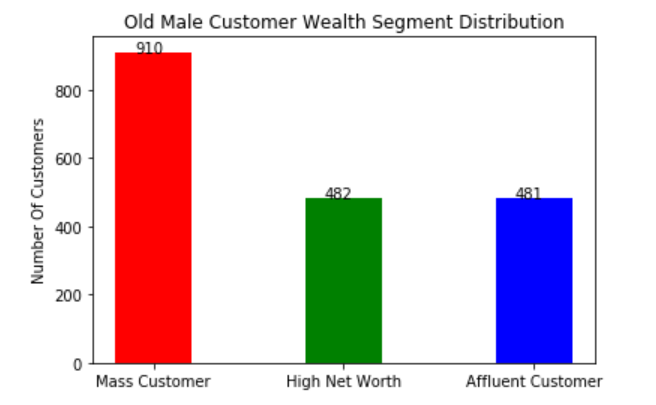 Old Male Customer Wealth Segment Distribution
910
800
600
482
481
400
200
0
Number Of Customers
Mass Customer
High Net Worth
Affluent Customer